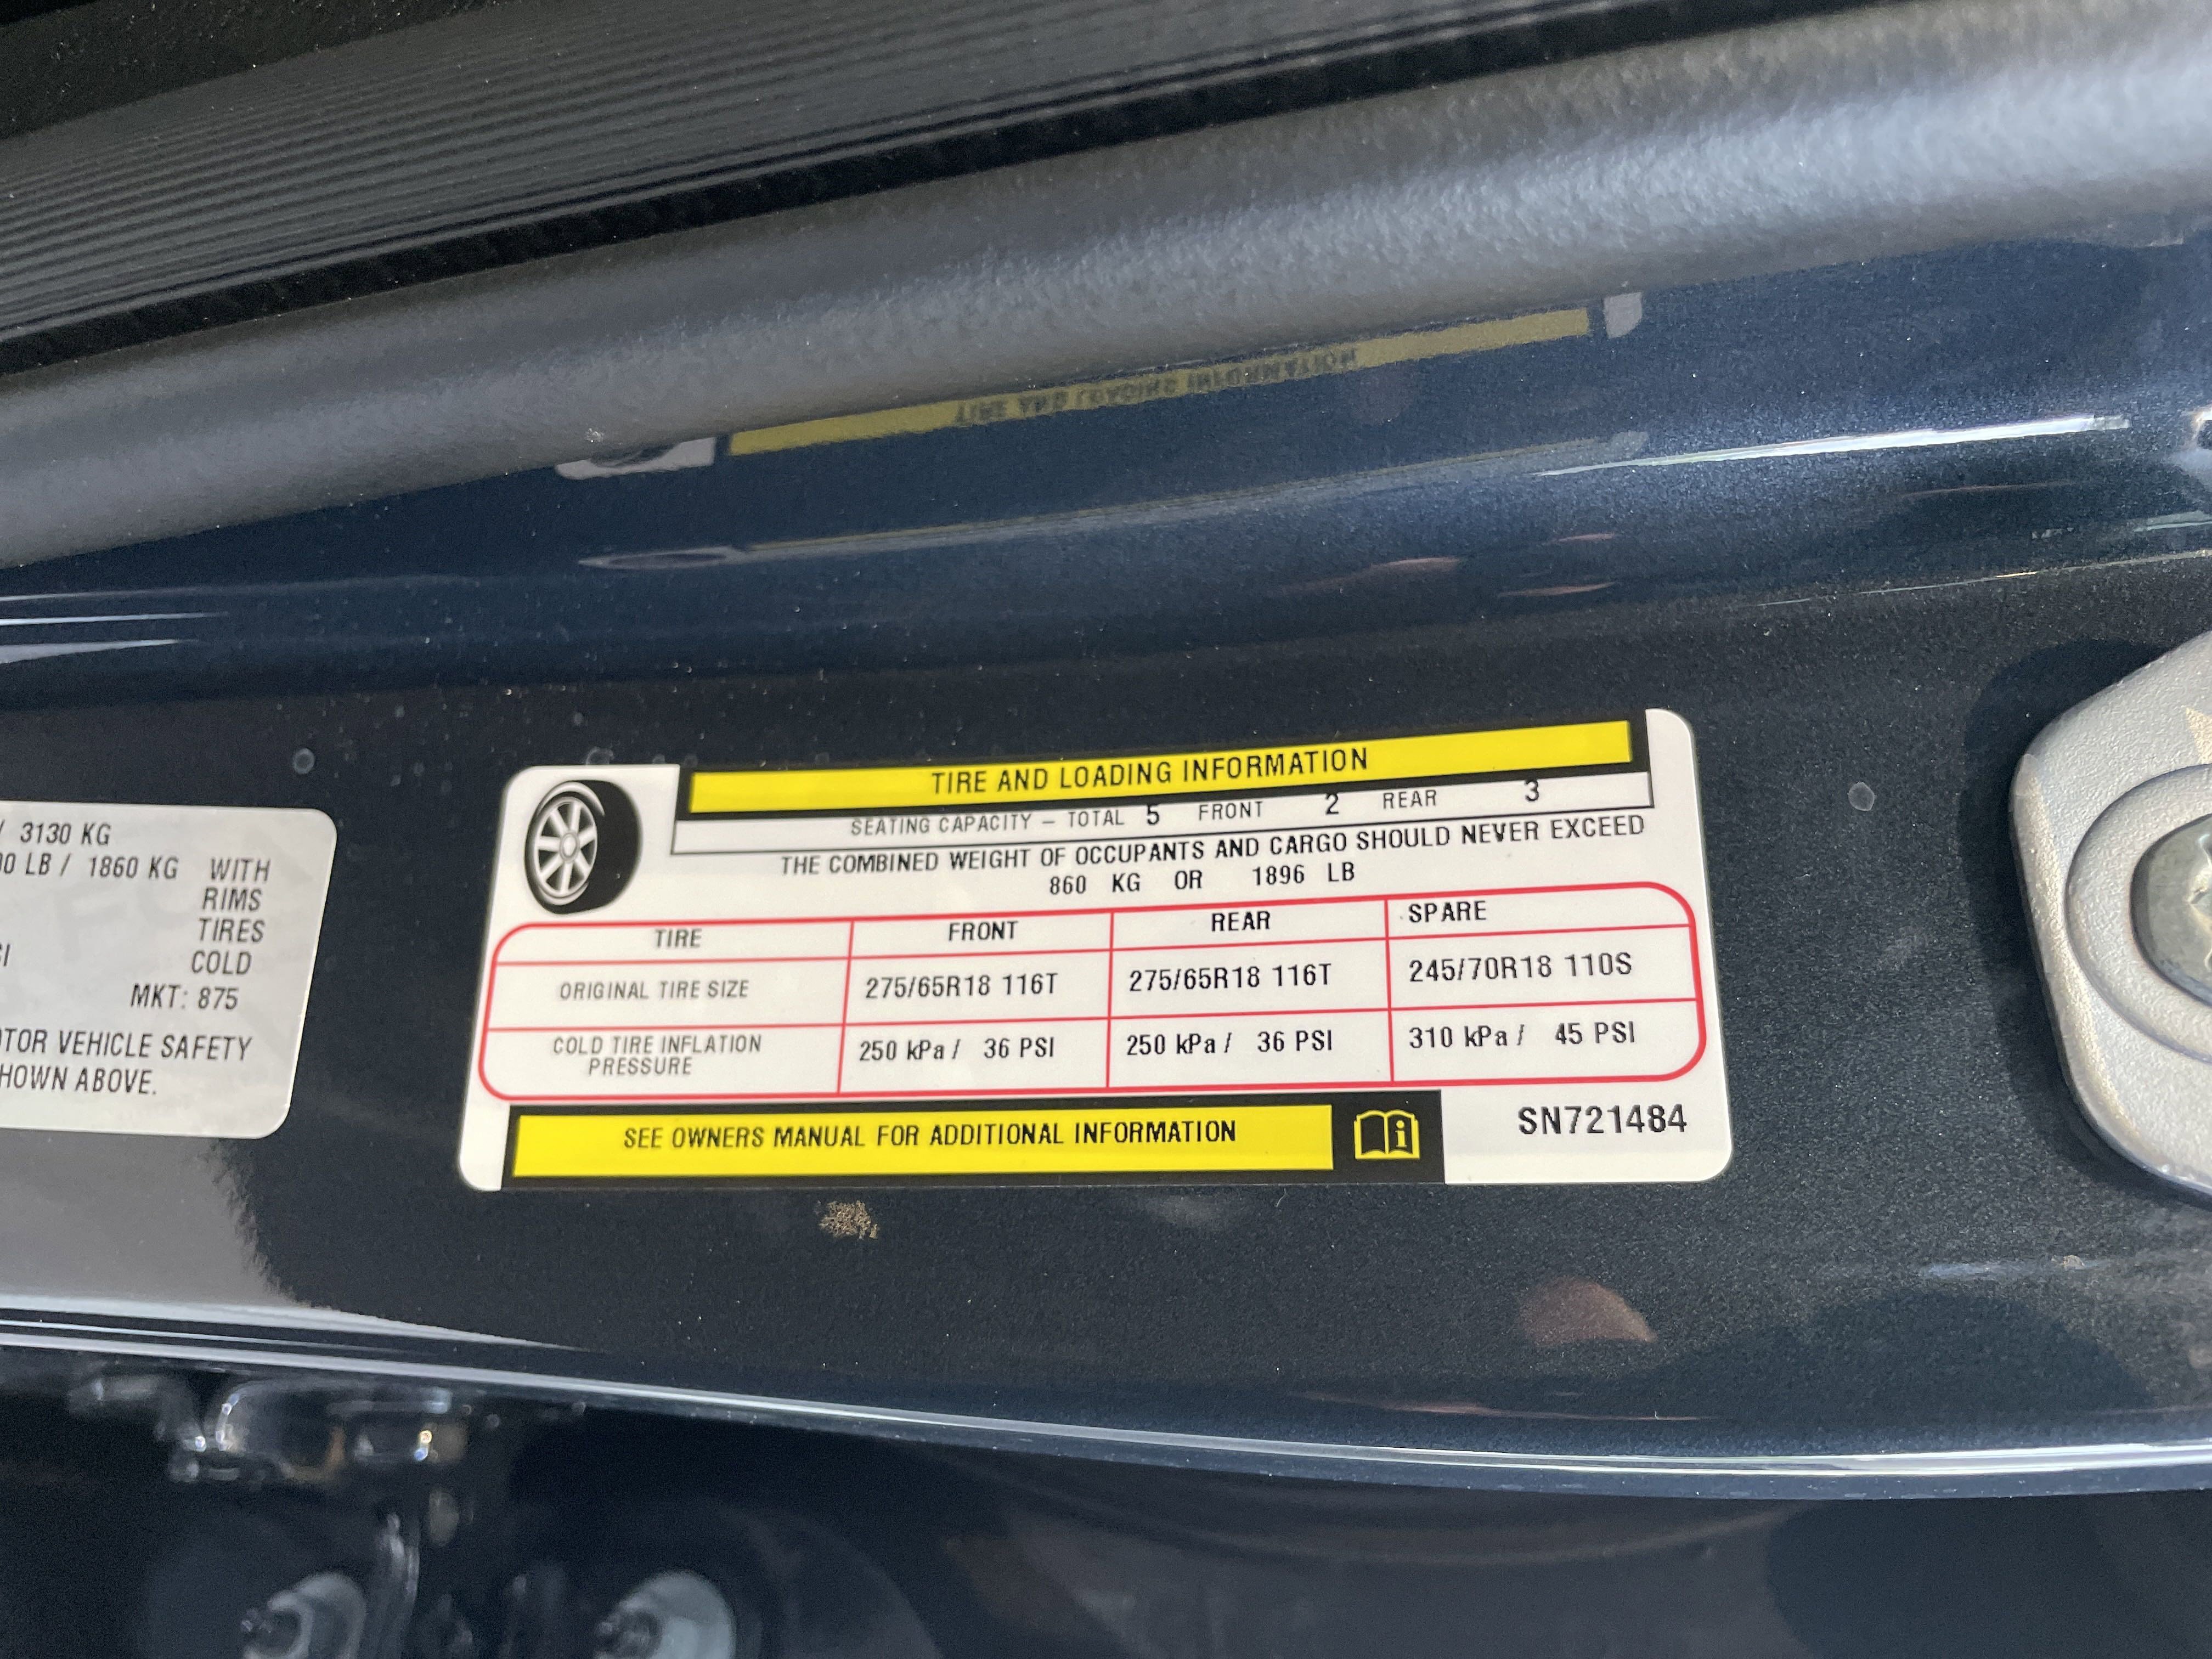 3130 KG
LB / 1860 KG WITH
RIMS
TIRES
COLD
MKT: 875
VEHICLE SAFETY
ABOVE.
TIRE AND LOADING INFORMATION
SEATING CAPACITY – TOTAL 5 FRONT 2 REAR 3
THE COMBINED WEIGHT OF OCCUPANTS AND CARGO SHOULD NEVER EXCEED
860 KG OR 1896 LB
TIRE FRONT REAR SPARE
ORIGINAL TIRE SIZE 275/65R18 116T 275/65R18 116T 245/70R18 110S
COLD TIRE INFLATION PRESSURE 250 kPa / 36 PSI 250 kPa / 36 PSI 310 kPa / 45 PSI
SEE OWNERS MANUAL FOR ADDITIONAL INFORMATION
SN721484